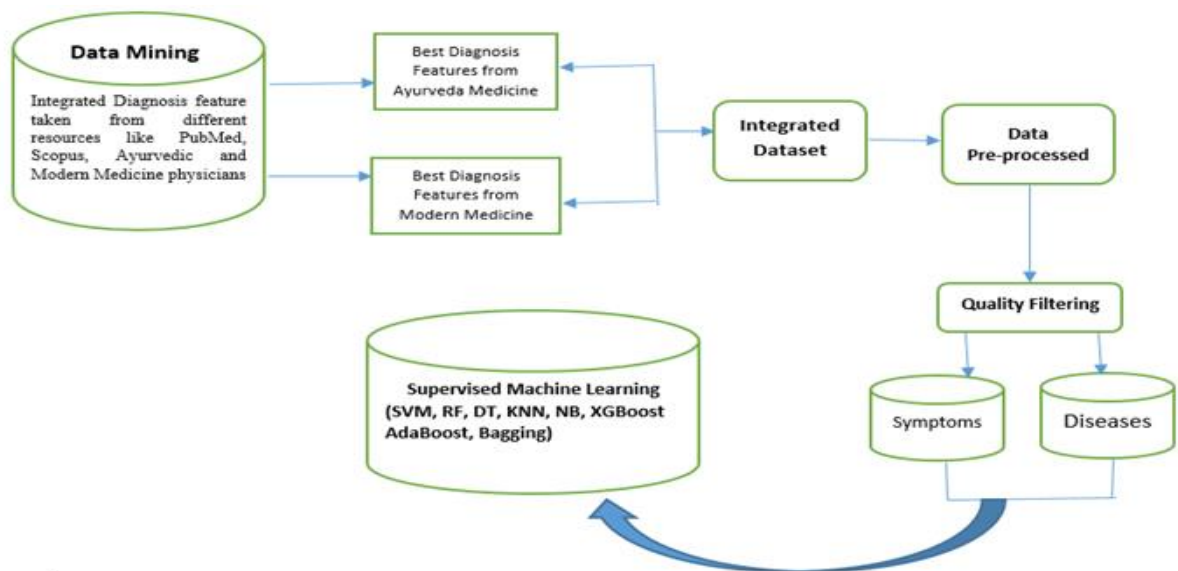 Data Mining
Integrated Diagnosis feature
taken from different
resources like PubMed,
Scopus, Ayurvedic and
Modern Medicine physicians
Best Diagnosis
Features from
Ayurveda Medicine
Best Diagnosis
Features from
Modern Medicine
Integrated
Dataset
Data
Pre-processed
Quality Filtering
Symptoms
Diseases
Supervised Machine Learning
(SVM, RF, DT, KNN, NB, XGBoost
AdaBoost, Bagging)